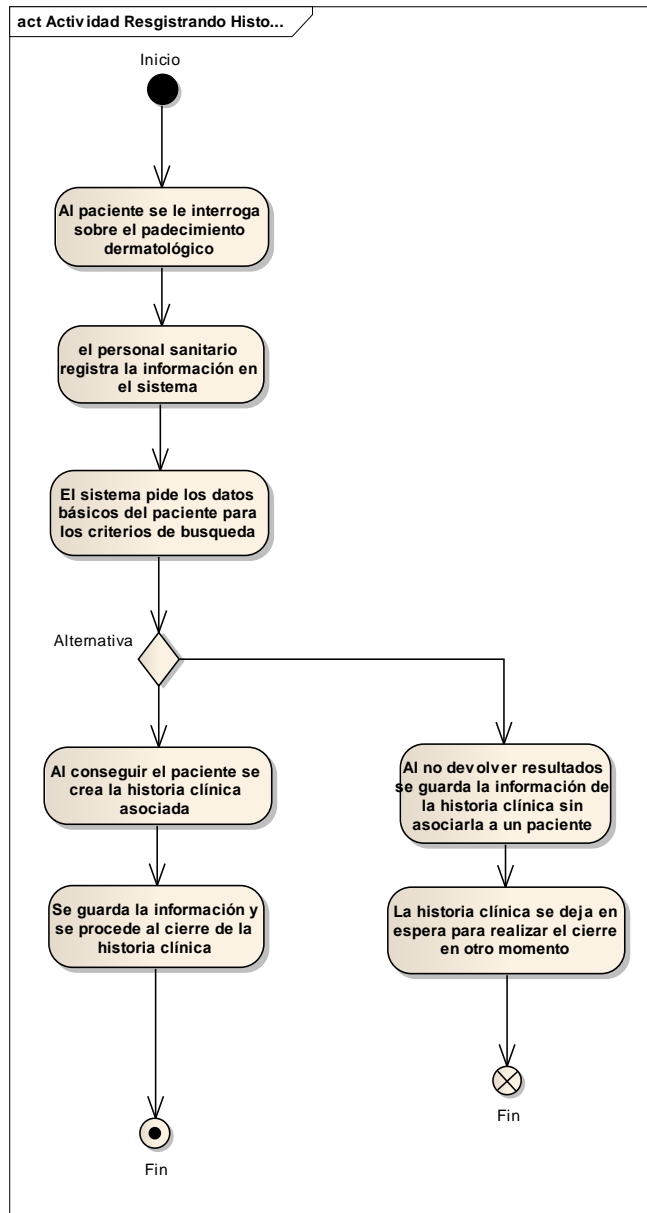 act Actividad Resgistrando Histo...
Inicio
Al paciente se le interroga
sobre el padecimiento
dermatológico
el personal sanitario
registra la información en
el sistema
El sistema pide los datos
básicos del paciente para
los criterios de busqueda
Alternativa
Al conseguir el paciente se
crea la historia clínica
asociada
Se guarda la información y
se procede al cierre de la
historia clínica
Fin
Al no devolver resultados
se guarda la información de
la historia clínica sin
asociarla a un paciente
La historia clínica se deja en
espera para realizar el cierre
en otro momento
Fin